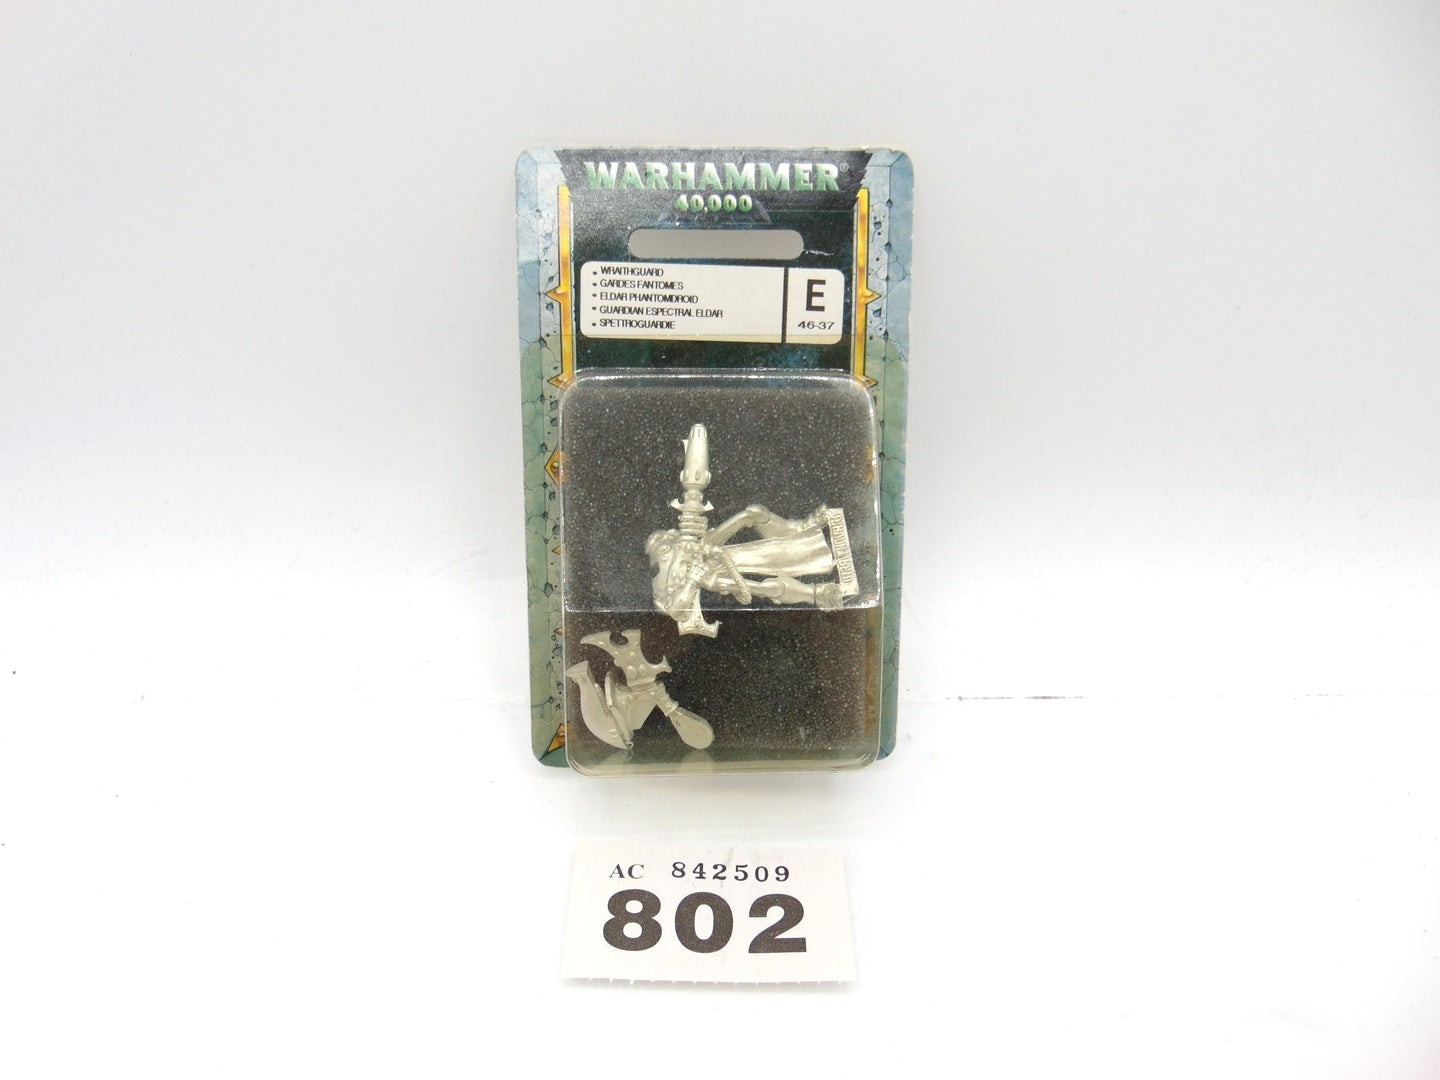 WARHAMMER®
40,000
• WRAITHGUARD
• GARDES FANTOMES
• ELDAR PHANTOMDROID
• GUARDIAN ESPECTRAL ELDAR
• SPETTROGUARDIE
E
46-37
AC 842509
802